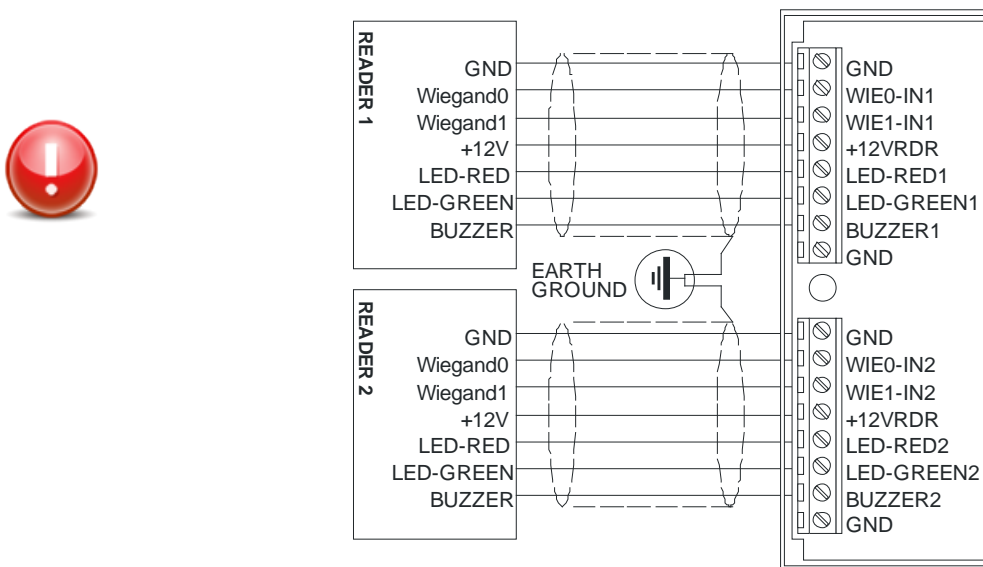 READER 1
GND
Wiegand0
Wiegand1
+12V
LED-RED
LED-GREEN
BUZZER
GND
WIE0-IN1
WIE1-IN1
+12VRDR
LED-RED1
LED-GREEN1
BUZZER1
GND
EARTH
GROUND
READER 2
GND
Wiegand0
Wiegand1
+12V
LED-RED
LED-GREEN
BUZZER
GND
WIE0-IN2
WIE1-IN2
+12VRDR
LED-RED2
LED-GREEN2
BUZZER2
GND